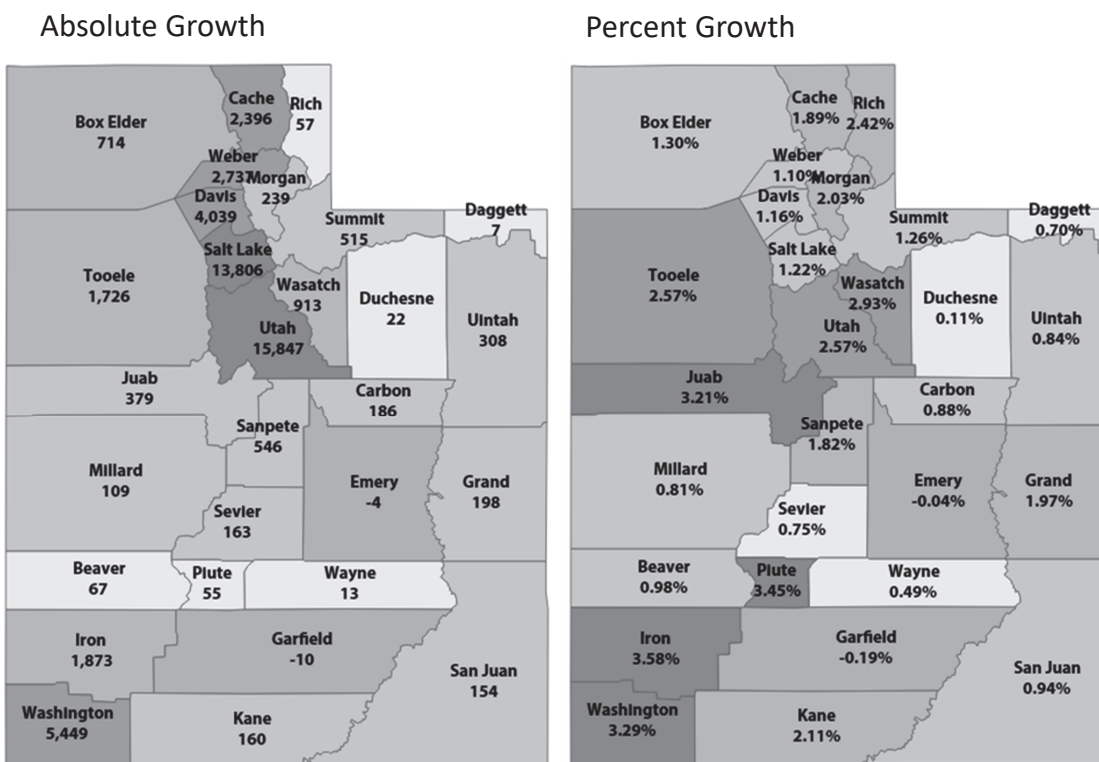 Absolute Growth
Percent Growth
Box Elder
714
Cache
2,396
Rich
57
Weber
2,737
Morgan
239
Davis
4,039
Summit
515
Daggett
7
Salt Lake
13,806
Tooele
1,726
Wasatch
913
Duchesne
22
Uintah
308
Utah
15,847
Juab
379
Carbon
186
Sanpete
546
Millard
109
Emery
-4
Grand
198
Sevier
163
Beaver
67
Piute
55
Wayne
13
Iron
1,873
Garfield
-10
San Juan
154
Washington
5,449
Kane
160
Box Elder
1.30%
Cache
1.89%
Rich
2.42%
Weber
1.10%
Morgan
2.03%
Davis
1.16%
Summit
1.26%
Daggett
0.70%
Salt Lake
1.22%
Tooele
2.57%
Wasatch
2.93%
Duchesne
0.11%
Uintah
0.84%
Utah
2.57%
Juab
3.21%
Carbon
0.88%
Sanpete
1.82%
Millard
0.81%
Emery
-0.04%
Grand
1.97%
Sevier
0.75%
Beaver
0.98%
Piute
3.45%
Wayne
0.49%
Iron
3.58%
Garfield
-0.19%
San Juan
0.94%
Washington
3.29%
Kane
2.11%